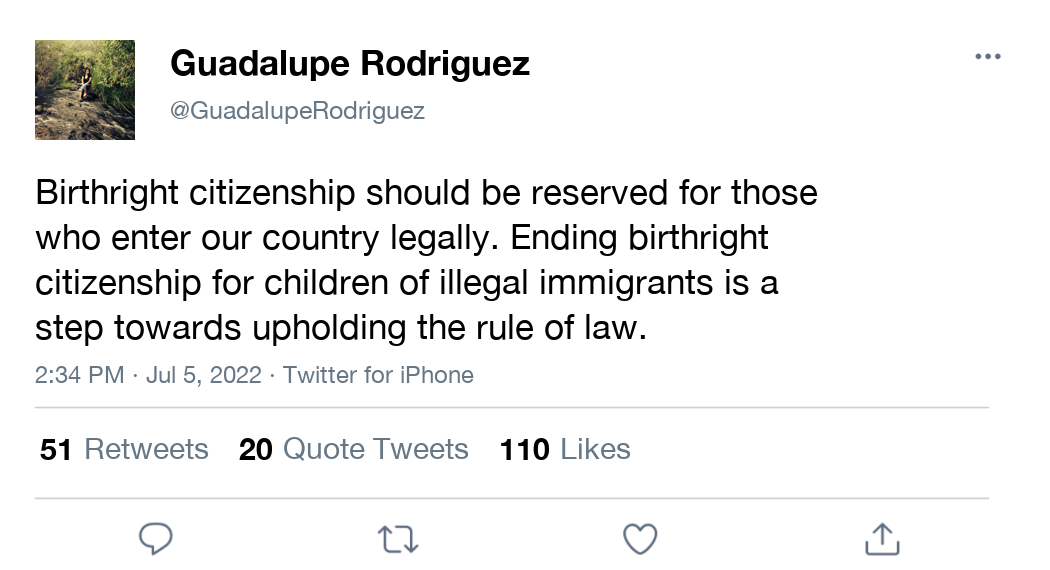 Guadalupe Rodriguez
@GuadalupeRodriguez
Birthright citizenship should be reserved for those
who enter our country legally. Ending birthright
citizenship for children of illegal immigrants is a
step towards upholding the rule of law.
2:34 PM · Jul 5, 2022 · Twitter for iPhone
51 Retweets 20 Quote Tweets 110 Likes